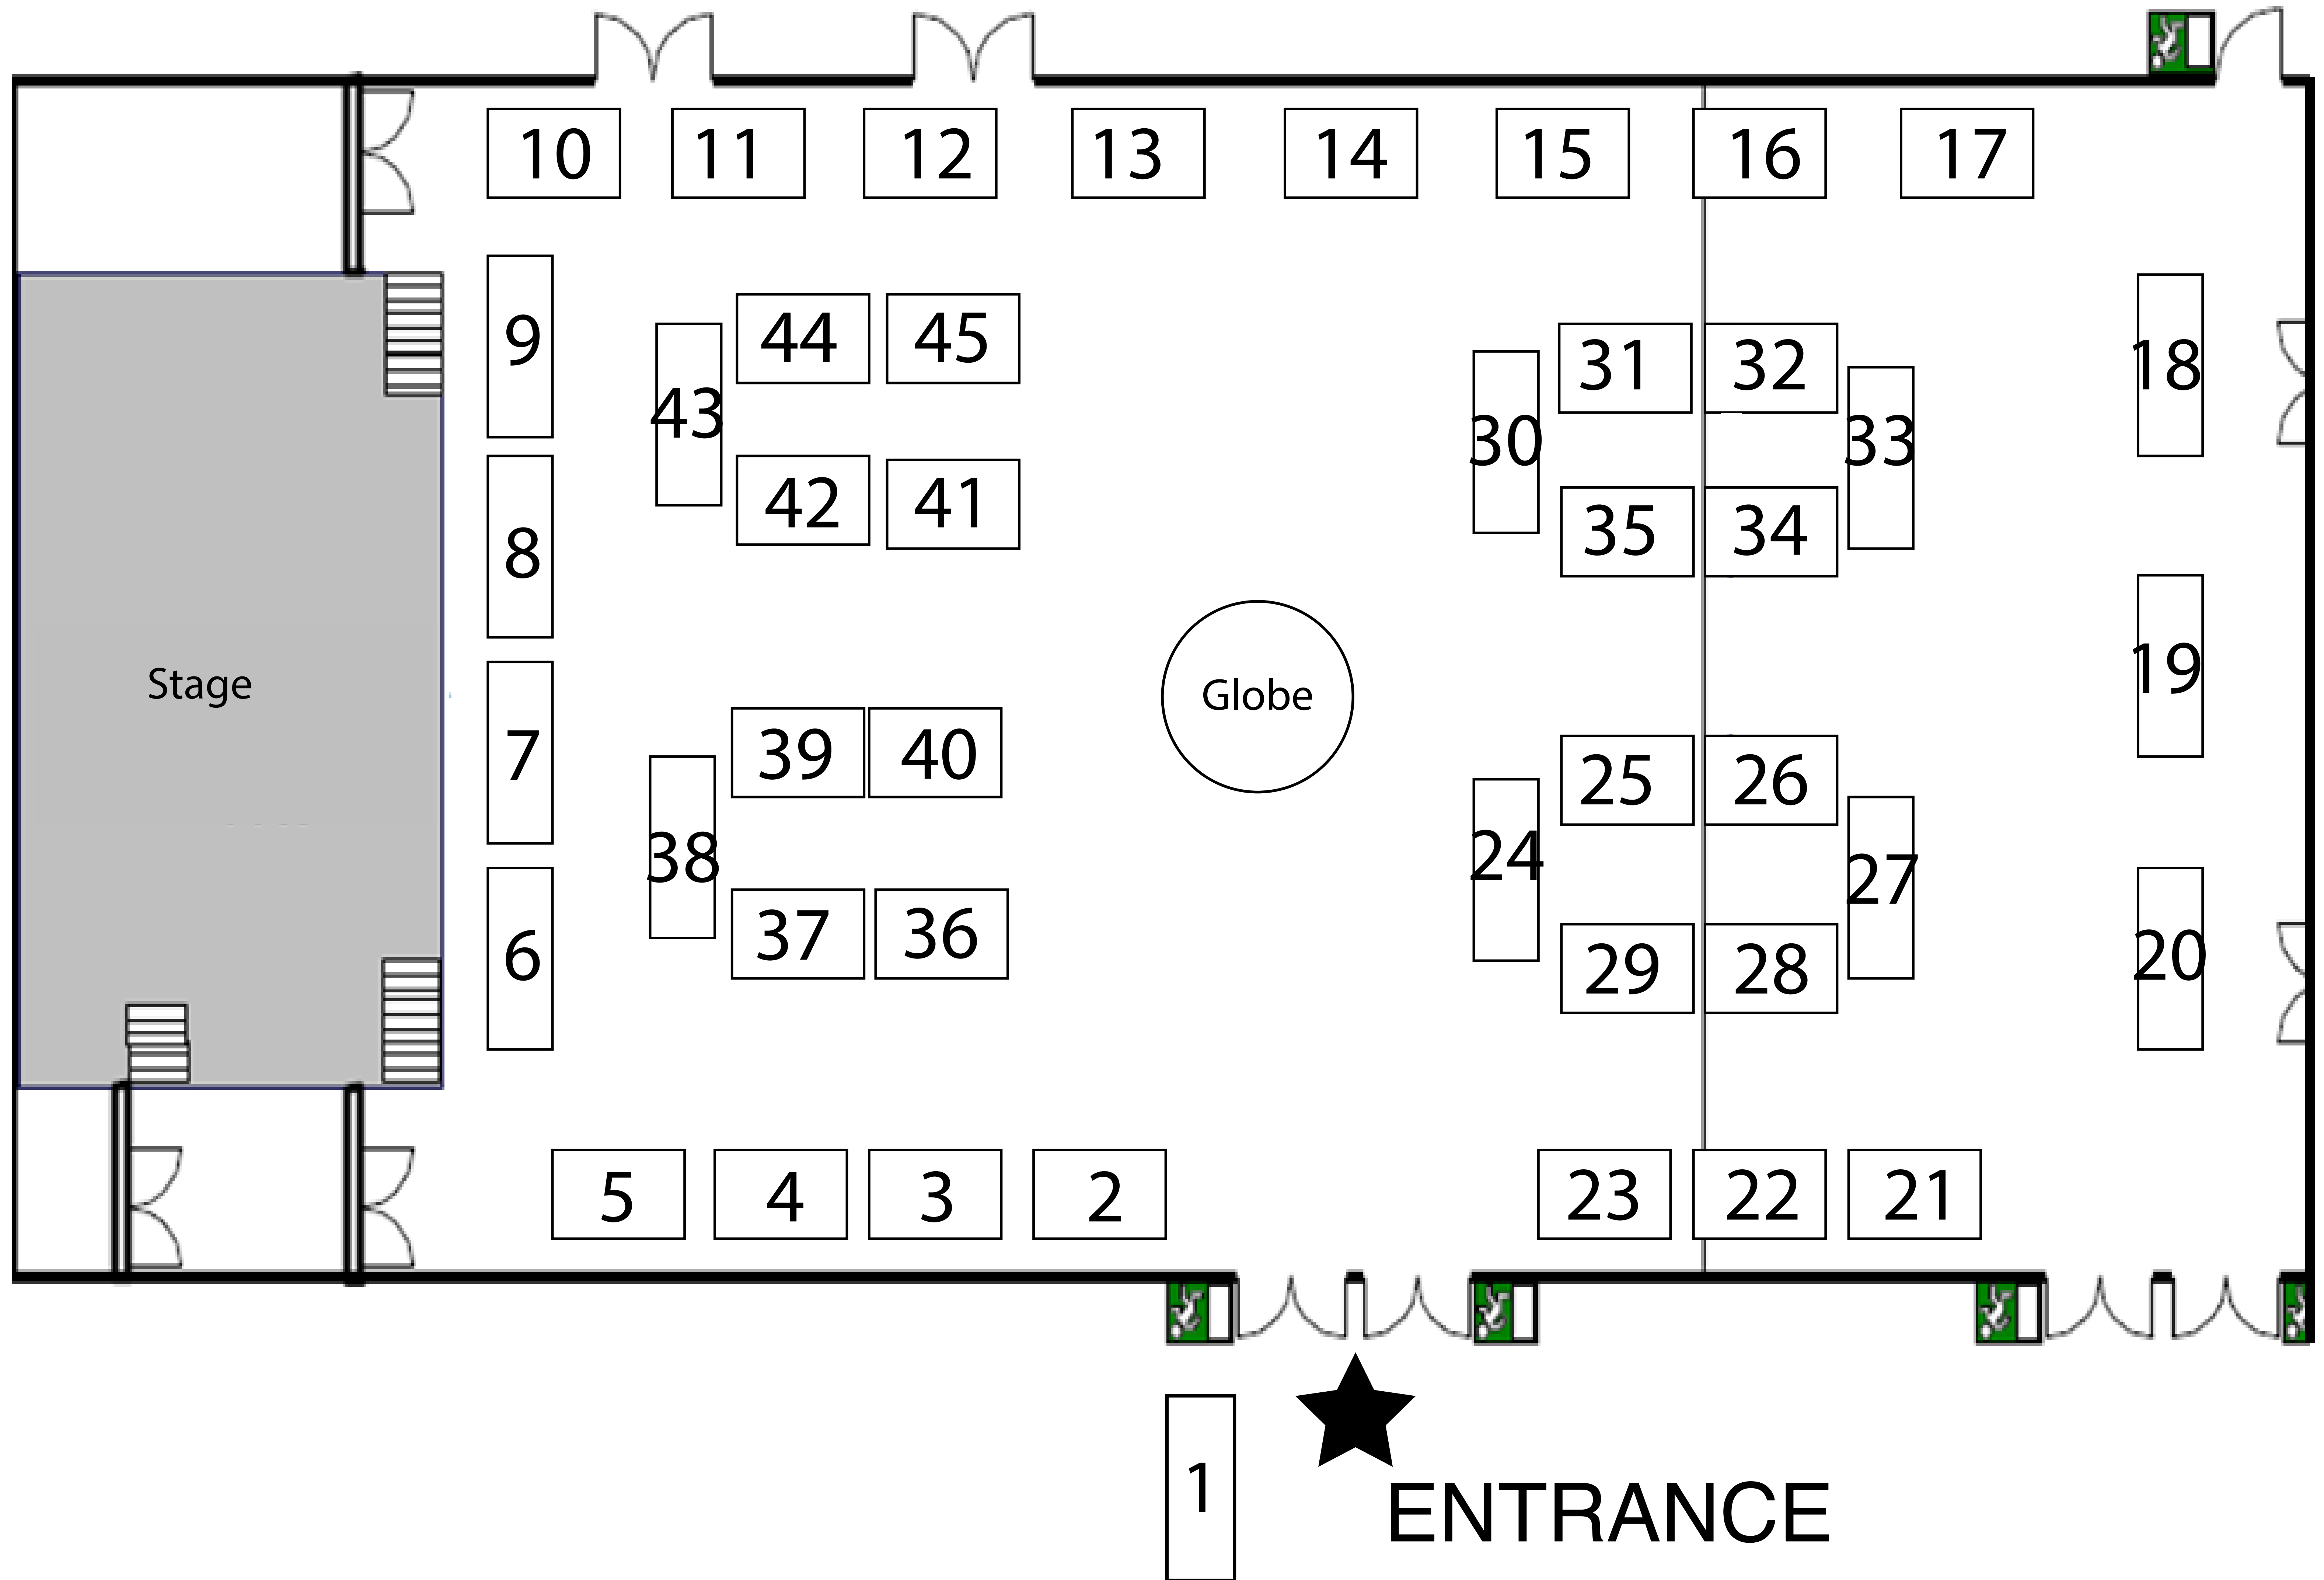 10 11 12 13 14 15 16 17
9 44 45 43 31 32 18
30 33
8 42 41 35 34
Stage 7 Globe 19
39 40 25 26
38 24 27
6 37 36 29 28 20
5 4 3 2 23 22 21
1 ENTRANCE